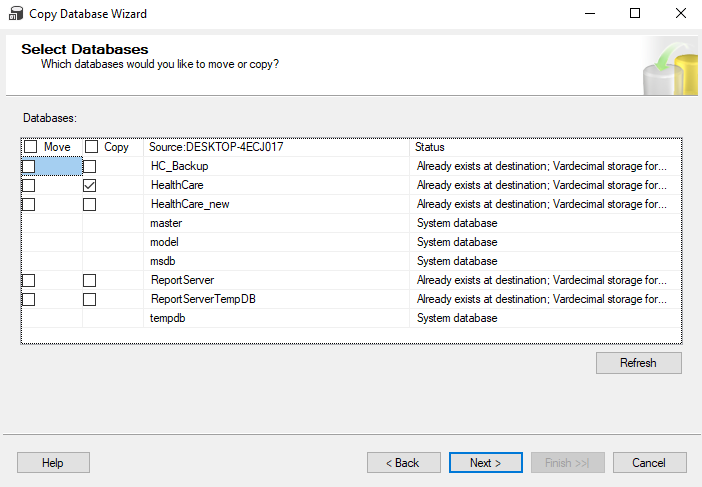 Copy Database Wizard
Select Databases
Which databases would you like to move or copy?
Databases:
Move Copy Source:DESKTOP-4ECJ017 Status
HC_Backup Already exists at destination; Vardecimal storage for...
HealthCare Already exists at destination; Vardecimal storage for...
HealthCare_new Already exists at destination; Vardecimal storage for...
master System database
model System database
msdb System database
ReportServer Already exists at destination; Vardecimal storage for...
ReportServerTempDB Already exists at destination; Vardecimal storage for...
tempdb System database
Refresh
Help < Back Next > Finish >>| Cancel